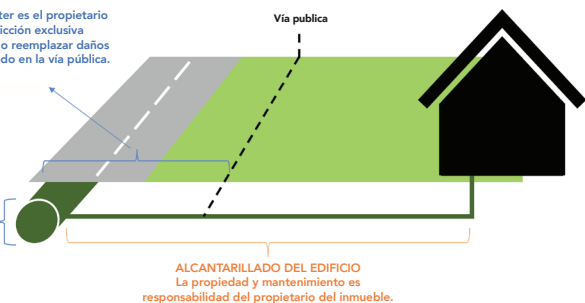 ter es el propietario
icción exclusiva
o reemplazar daños
do en la vía pública.
Vía publica
ALCANTARILLADO DEL EDIFICIO
La propiedad y mantenimiento es
responsabilidad del propietario del inmueble.